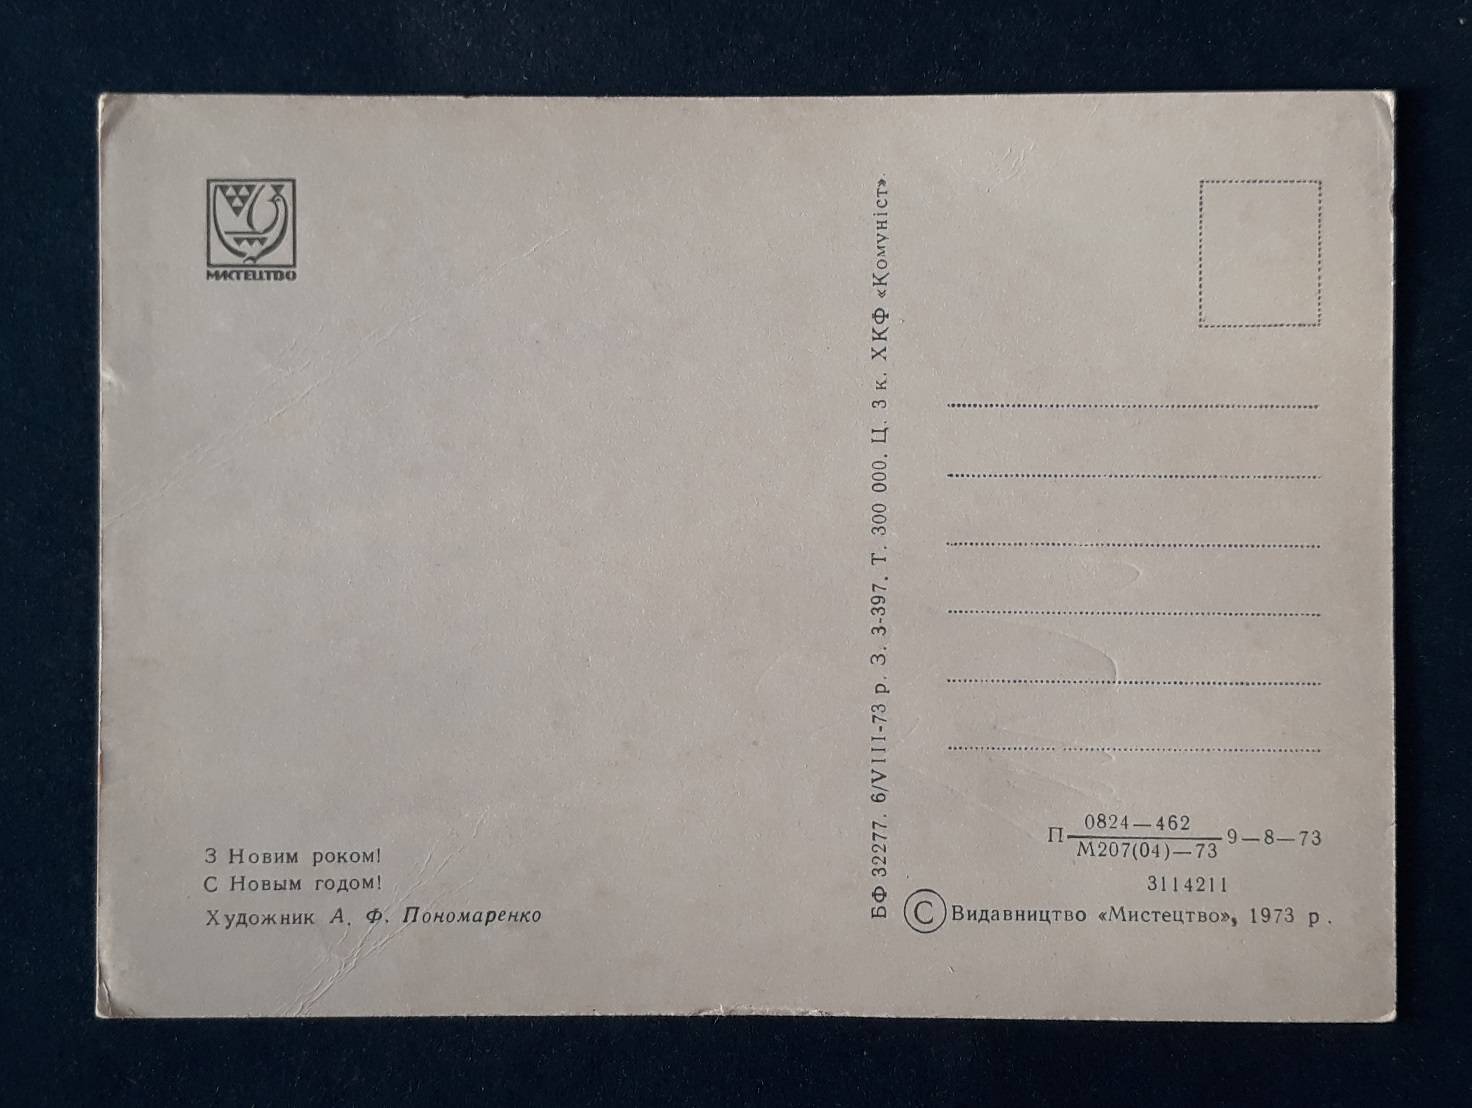 МИСТЕЦТВО
З Новим роком!
С Новым годом!
Художник А. Ф. Пономаренко
БФ 32277. 6/VIII-73 р. З. 3-397. Т. 300 000. Ц. 3 к. ХКФ «Комуніст».
П 0824—462 9—8—73
М207(04)—73
3114211
© Видавництво «Мистецтво», 1973 р.